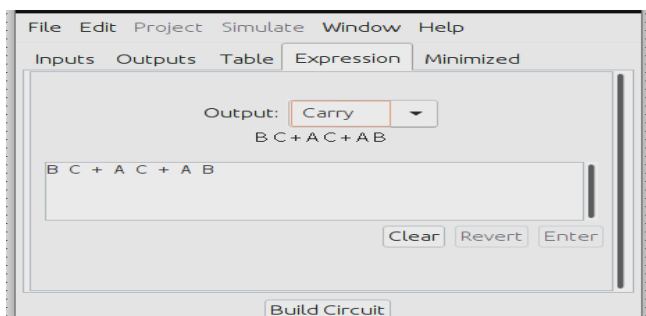 File Edit Project Simulate Window Help
Inputs Outputs Table Expression Minimized
Output: Carry
B C + A C + A B
B C + A C + A B
Clear Revert Enter
Build Circuit